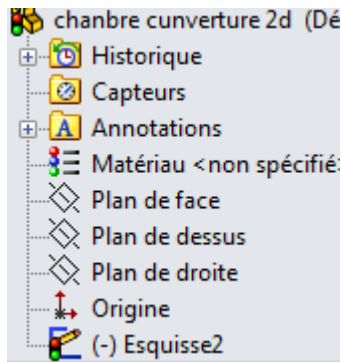 chanbre cunverture 2d (Dé
Historique
Capteurs
A Annotations
Matériau <non spécifié>
Plan de face
Plan de dessus
Plan de droite
Origine
(-) Esquisse2